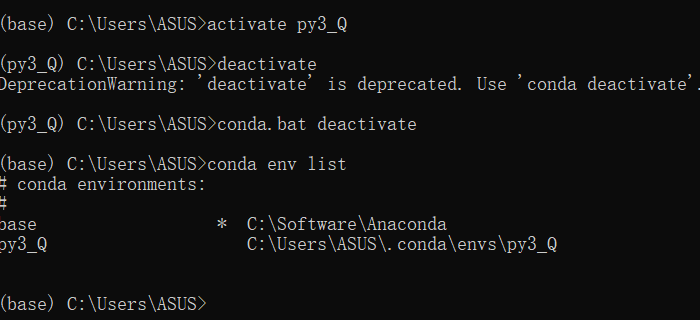 (base) C:\Users\ASUS>activate py3_Q
(py3_Q) C:\Users\ASUS>deactivate
DeprecationWarning: 'deactivate' is deprecated. Use 'conda deactivate'.
(py3_Q) C:\Users\ASUS>conda.bat deactivate
(base) C:\Users\ASUS>conda env list
# conda environments:
#
base * C:\Software\Anaconda
py3_Q C:\Users\ASUS\.conda\envs\py3_Q
(base) C:\Users\ASUS>